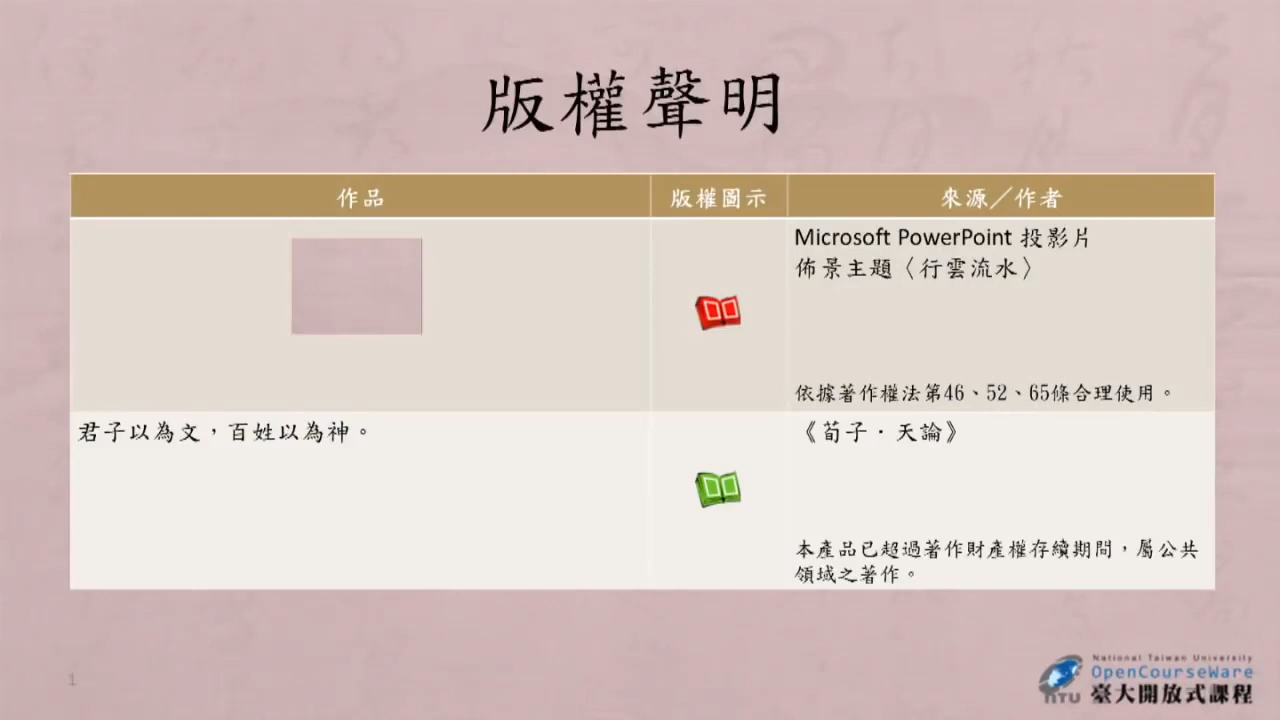 版權聲明
作品 版權圖示 來源／作者
Microsoft PowerPoint 投影片
佈景主題〈行雲流水〉
依據著作權法第46、52、65條合理使用。
君子以為文，百姓以為神。
《荀子．天論》
本產品已超過著作財產權存續期間，屬公共
領域之著作。
1
National Taiwan University
OpenCourseWare
NTU 臺大開放式課程